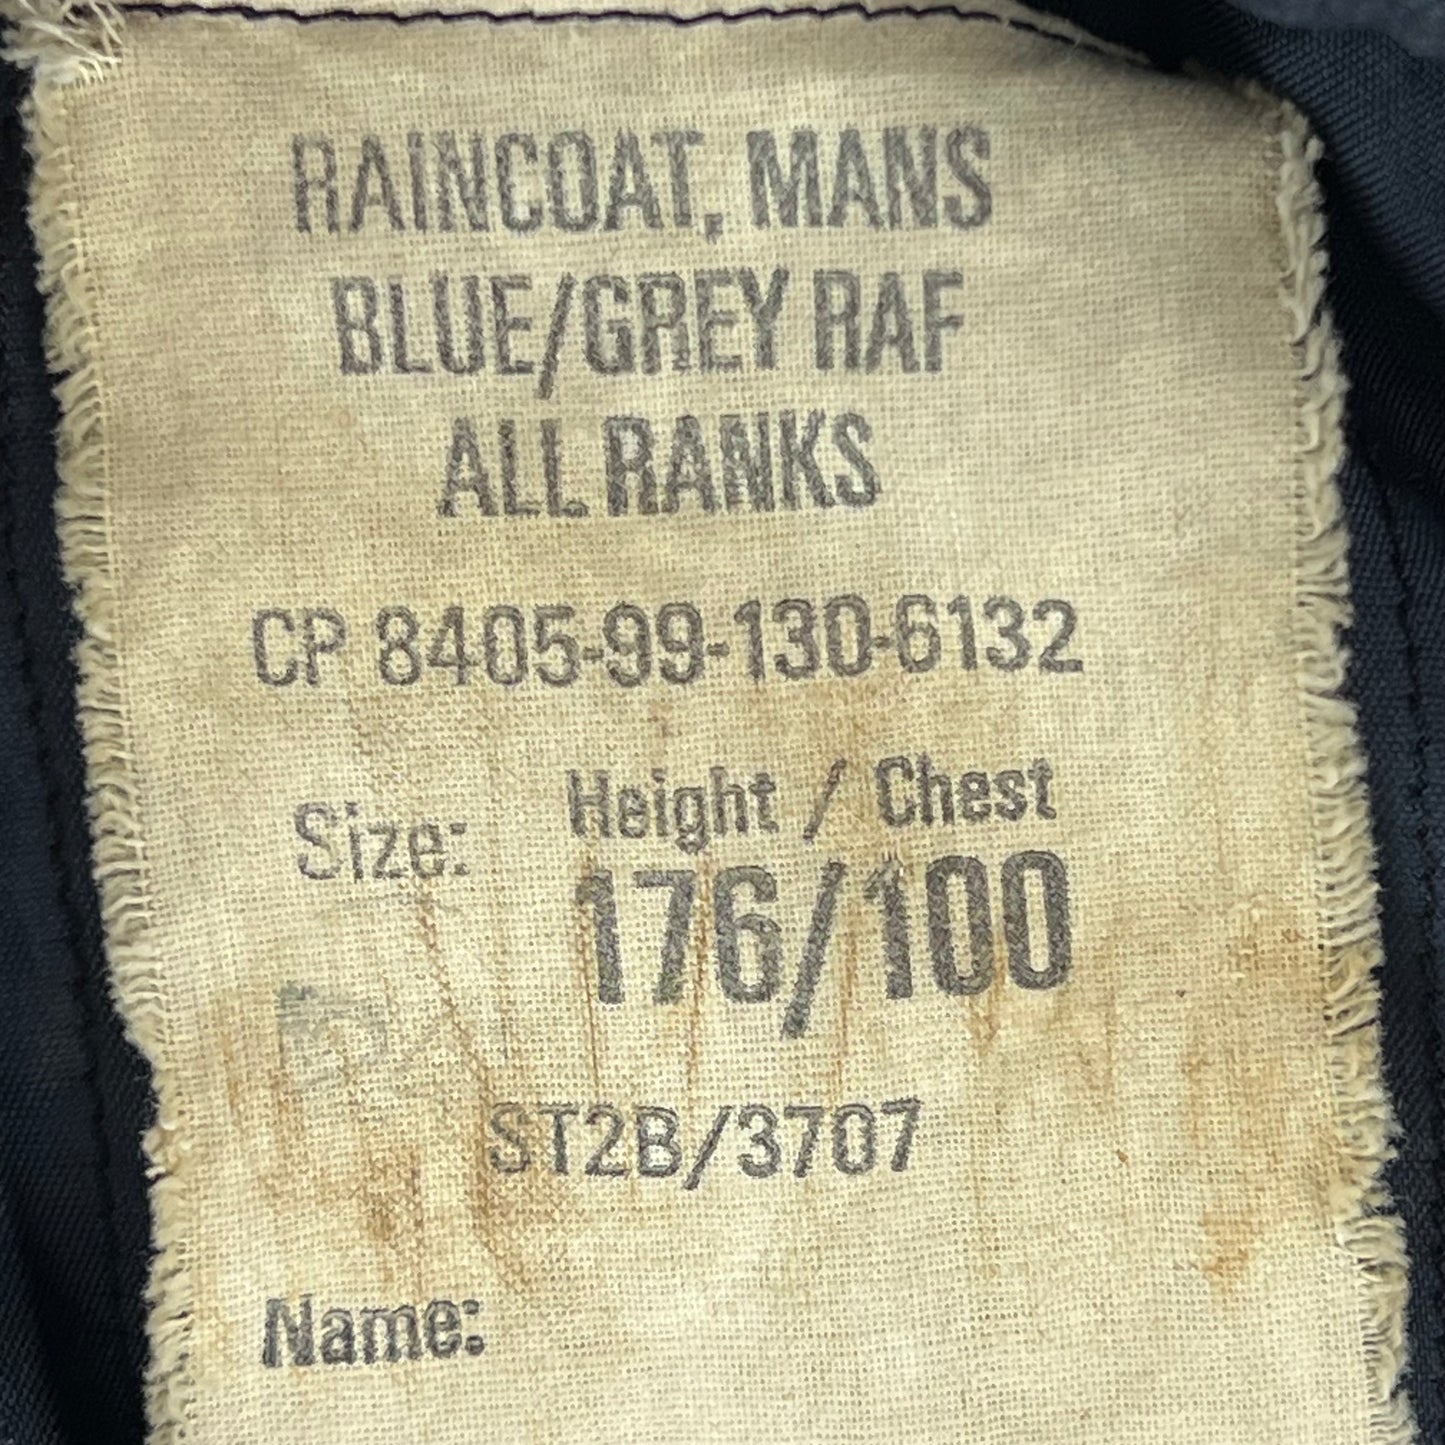 RAINCOAT, MANS
BLUE/GREY RAF
ALL RANKS
CP 8405-99-130-6132
Size: Height / Chest
176/100
ST2B/3707
Name: